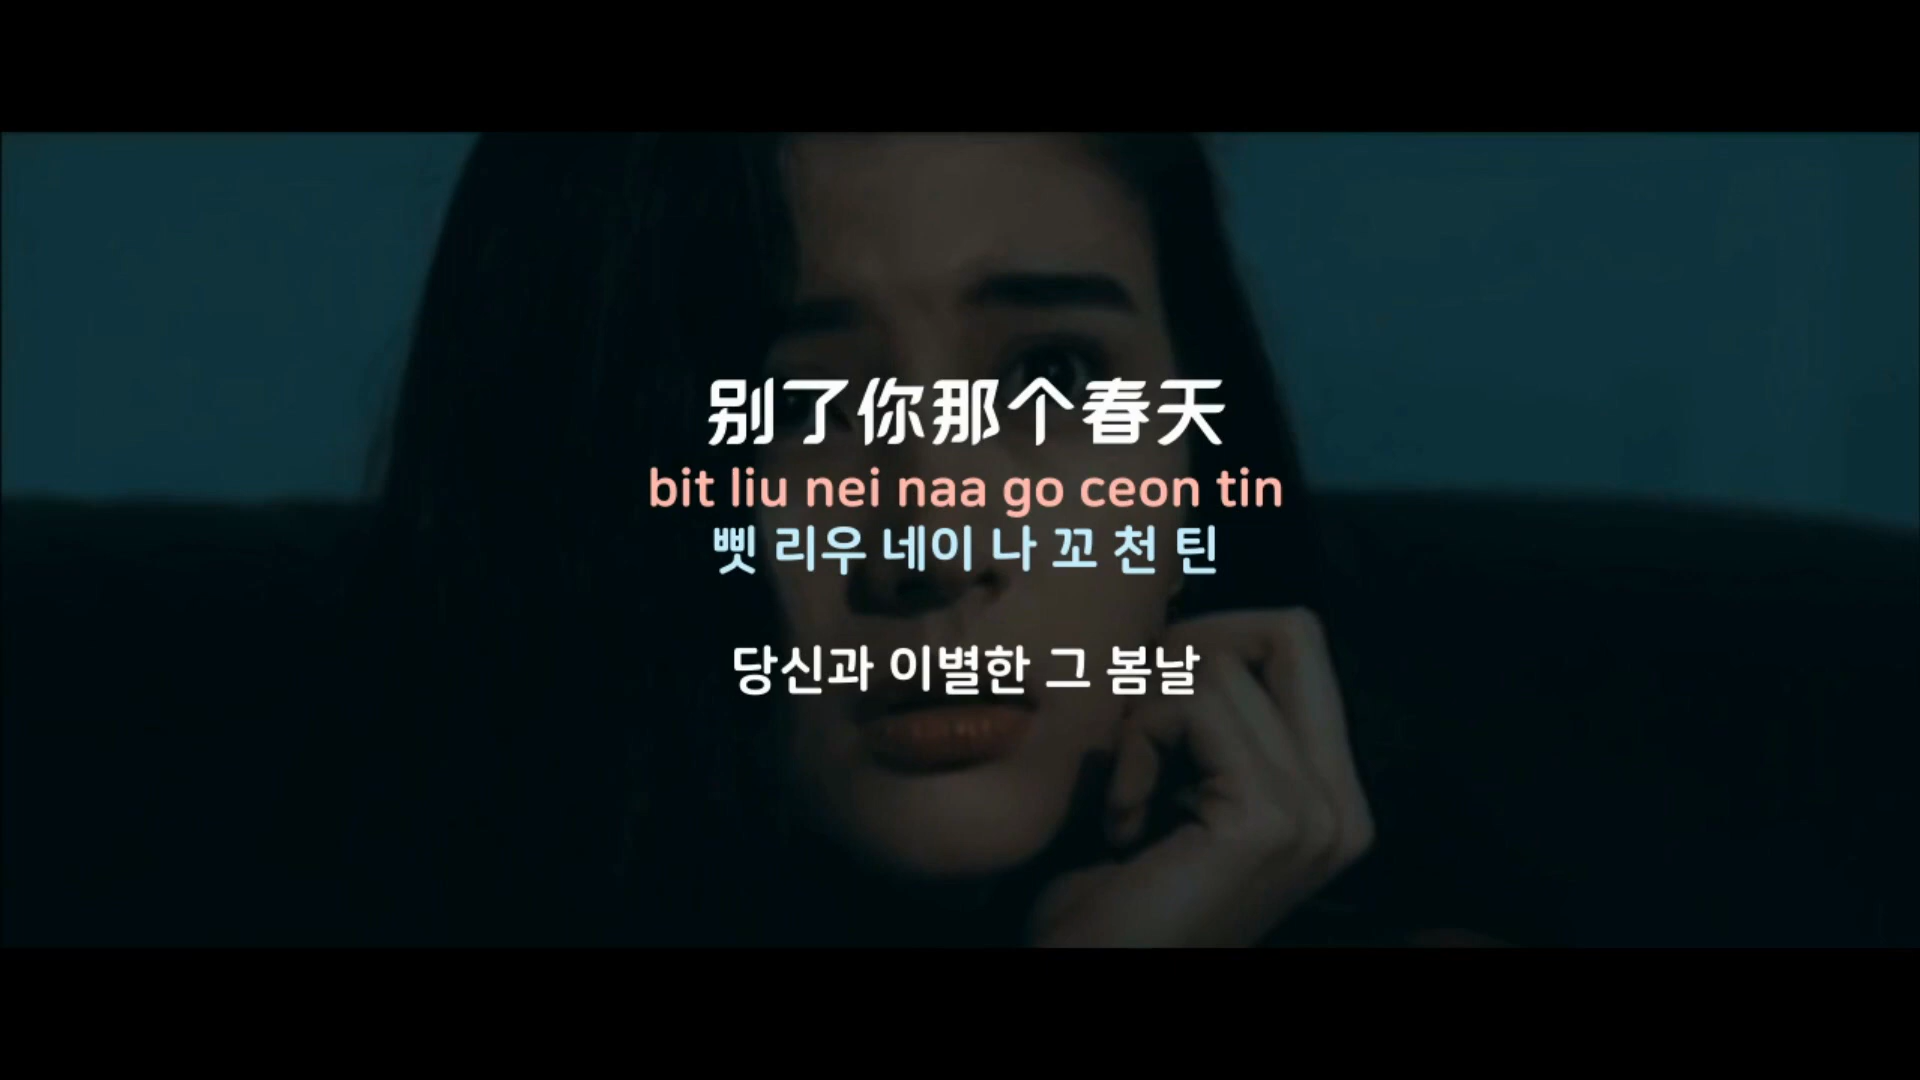 别了你那个春天
bit liu nei naa go ceon tin
삣 리우 네이 나 꼬 천 틴
당신과 이별한 그 봄날